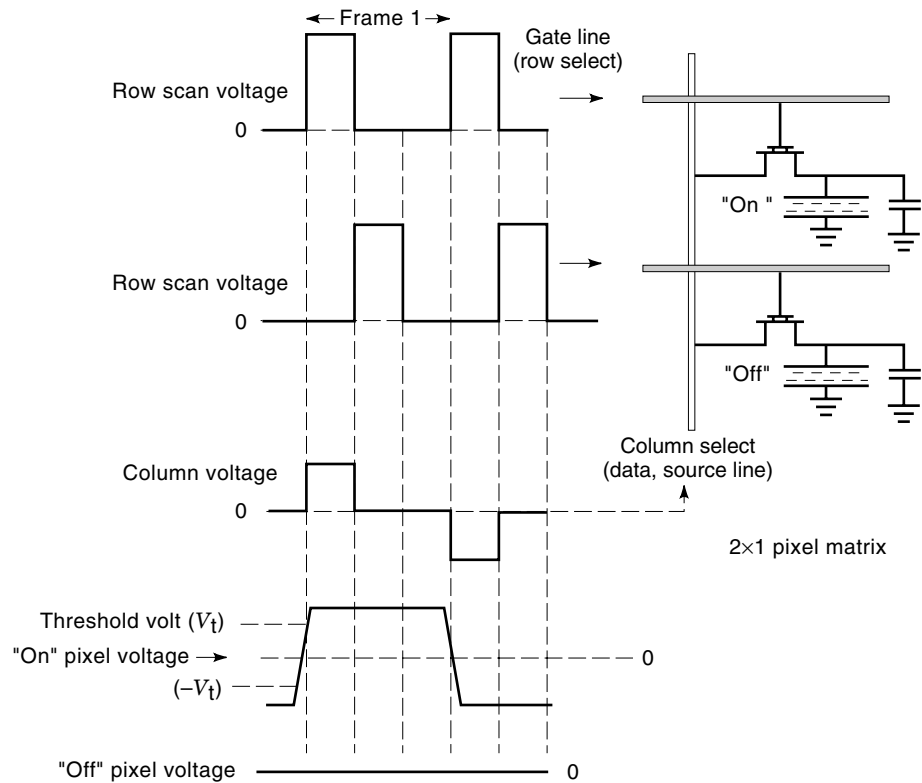 Frame 1
Gate line
(row select)
Row scan voltage
0
"On "
Row scan voltage
0
"Off"
Column select
(data, source line)
Column voltage
0
2×1 pixel matrix
Threshold volt (Vt)
"On" pixel voltage
0
(–Vt)
"Off" pixel voltage
0